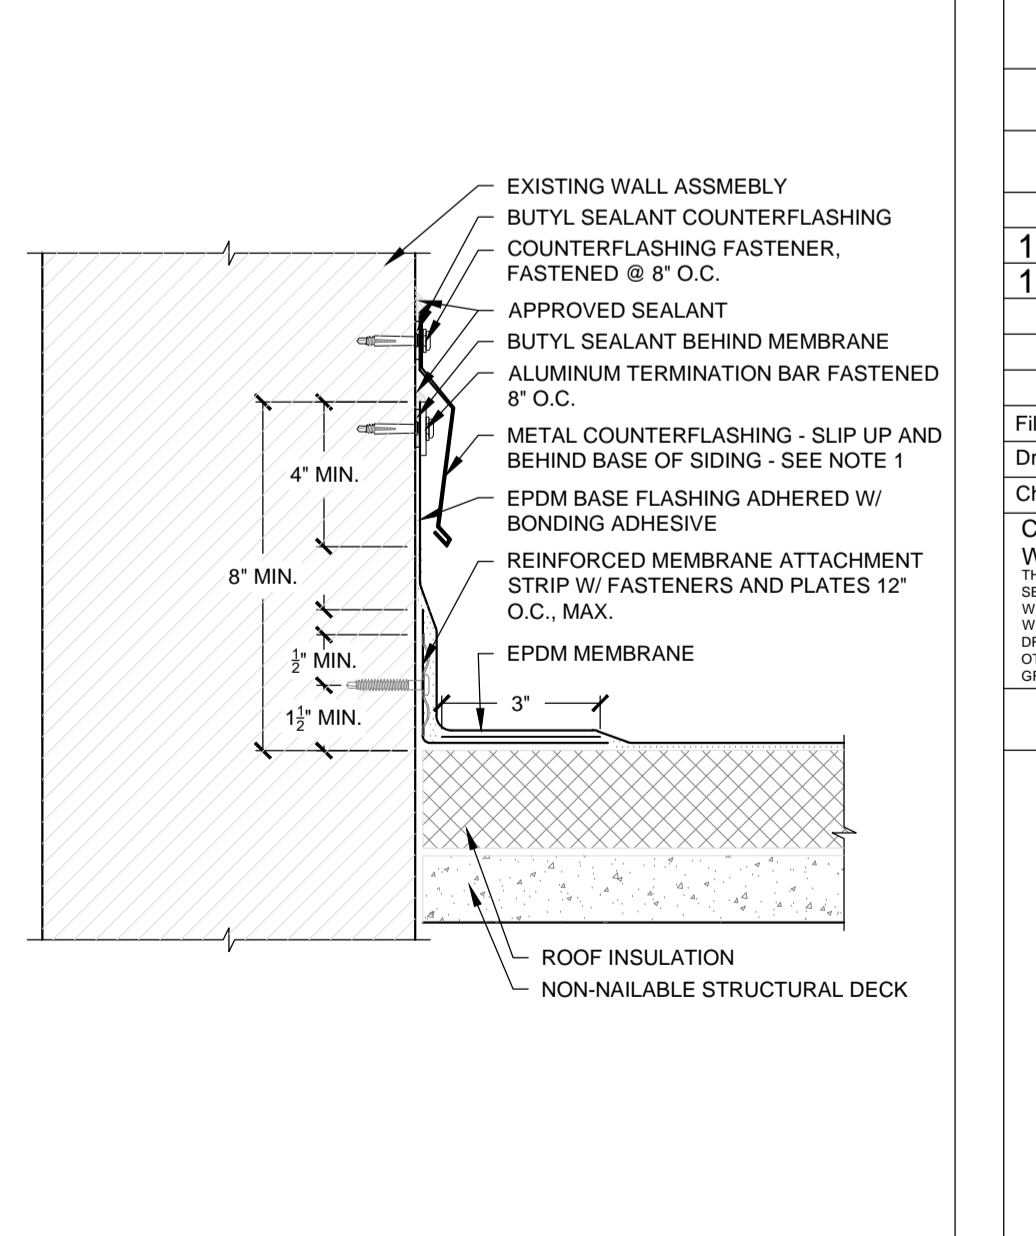 EXISTING WALL ASSMEBLY
BUTYL SEALANT COUNTERFLASHING
COUNTERFLASHING FASTENER,
FASTENED @ 8" O.C.
APPROVED SEALANT
BUTYL SEALANT BEHIND MEMBRANE
ALUMINUM TERMINATION BAR FASTENED
8" O.C.
METAL COUNTERFLASHING - SLIP UP AND
BEHIND BASE OF SIDING - SEE NOTE 1
EPDM BASE FLASHING ADHERED W/
BONDING ADHESIVE
REINFORCED MEMBRANE ATTACHMENT
STRIP W/ FASTENERS AND PLATES 12"
O.C., MAX.
EPDM MEMBRANE
4" MIN.
8" MIN.
1/2" MIN.
1 1/2" MIN.
3"
ROOF INSULATION
NON-NAILABLE STRUCTURAL DECK
1
1